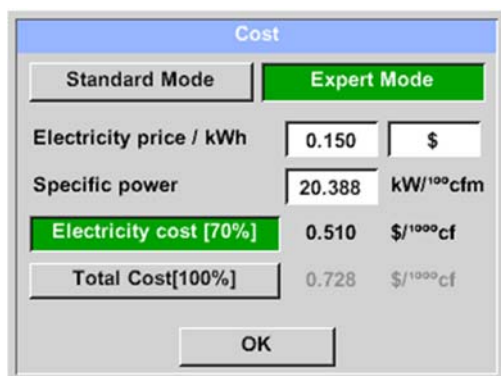 Cost
Standard Mode Expert Mode
Electricity price / kWh 0.150 $
Specific power 20.388 kW/¹⁰⁰cfm
Electricity cost [70%] 0.510 $/¹⁰⁰⁰cf
Total Cost[100%] 0.728 $/¹⁰⁰⁰cf
OK